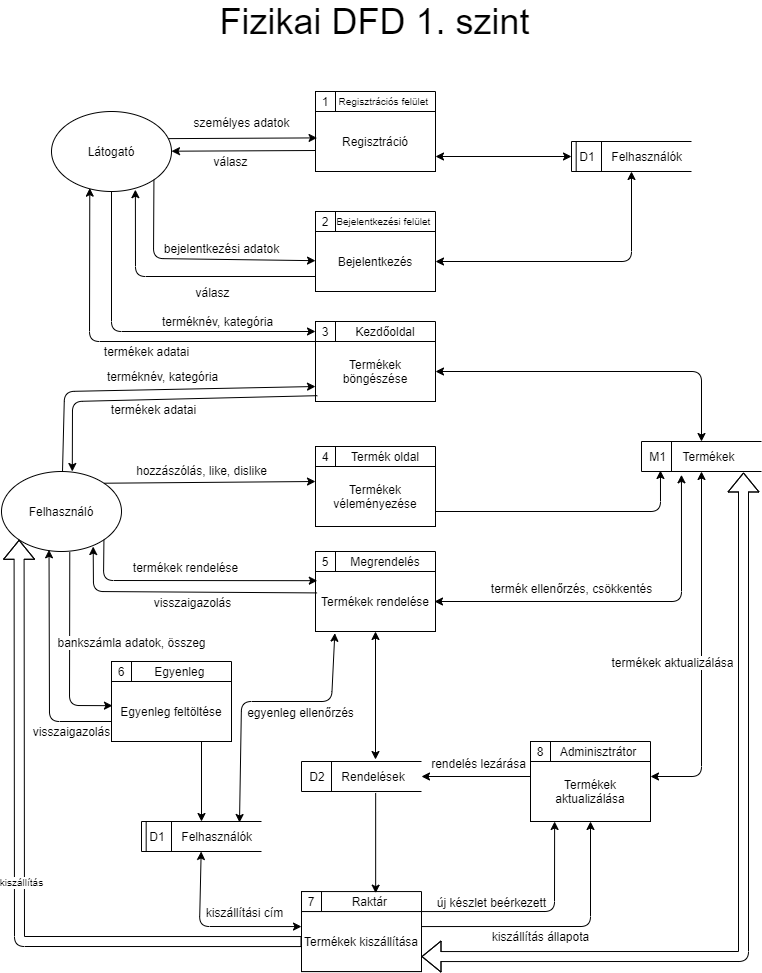 Fizikai DFD 1. szint
1
Regisztrációs felület
személyes adatok
Látogató
Regisztráció
válasz
D1
Felhasználók
2
Bejelentkezési felület
bejelentkezési adatok
Bejelentkezés
válasz
terméknév, kategória
3
Kezdőoldal
termékek adatai
Termékek
böngészése
terméknév, kategória
termékek adatai
4
Termék oldal
M1
Termékek
hozzászólás, like, dislike
Termékek
véleményezése
Felhasználó
5
Megrendelés
termékek rendelése
termék ellenőrzés, csökkentés
Termékek rendelése
visszaigazolás
bankszámla adatok, összeg
termékek aktualizálása
6
Egyenleg
Egyenleg feltöltése
egyenleg ellenőrzés
visszaigazolás
8
Adminisztrátor
rendelés lezárása
D2
Rendelések
Termékek
aktualizálása
D1
Felhasználók
kiszállítás
7
Raktár
új készlet beérkezett
kiszállítási cím
kiszállítás állapota
Termékek kiszállítása